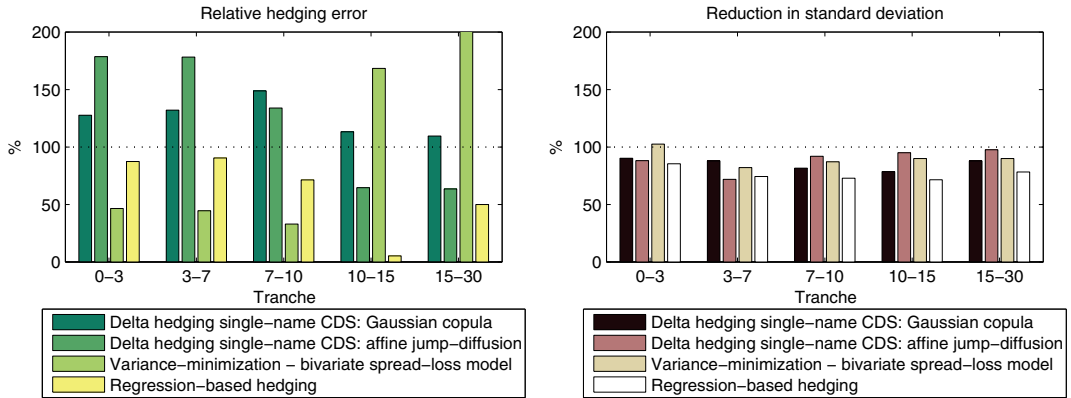 Relative hedging error
200
150
100
50
0
%
0–3 3–7 7–10 10–15 15–30
Tranche
Delta hedging single–name CDS: Gaussian copula
Delta hedging single–name CDS: affine jump–diffusion
Variance–minimization – bivariate spread–loss model
Regression–based hedging
Reduction in standard deviation
200
150
100
50
0
%
0–3 3–7 7–10 10–15 15–30
Tranche
Delta hedging single–name CDS: Gaussian copula
Delta hedging single–name CDS: affine jump–diffusion
Variance–minimization – bivariate spread–loss model
Regression–based hedging